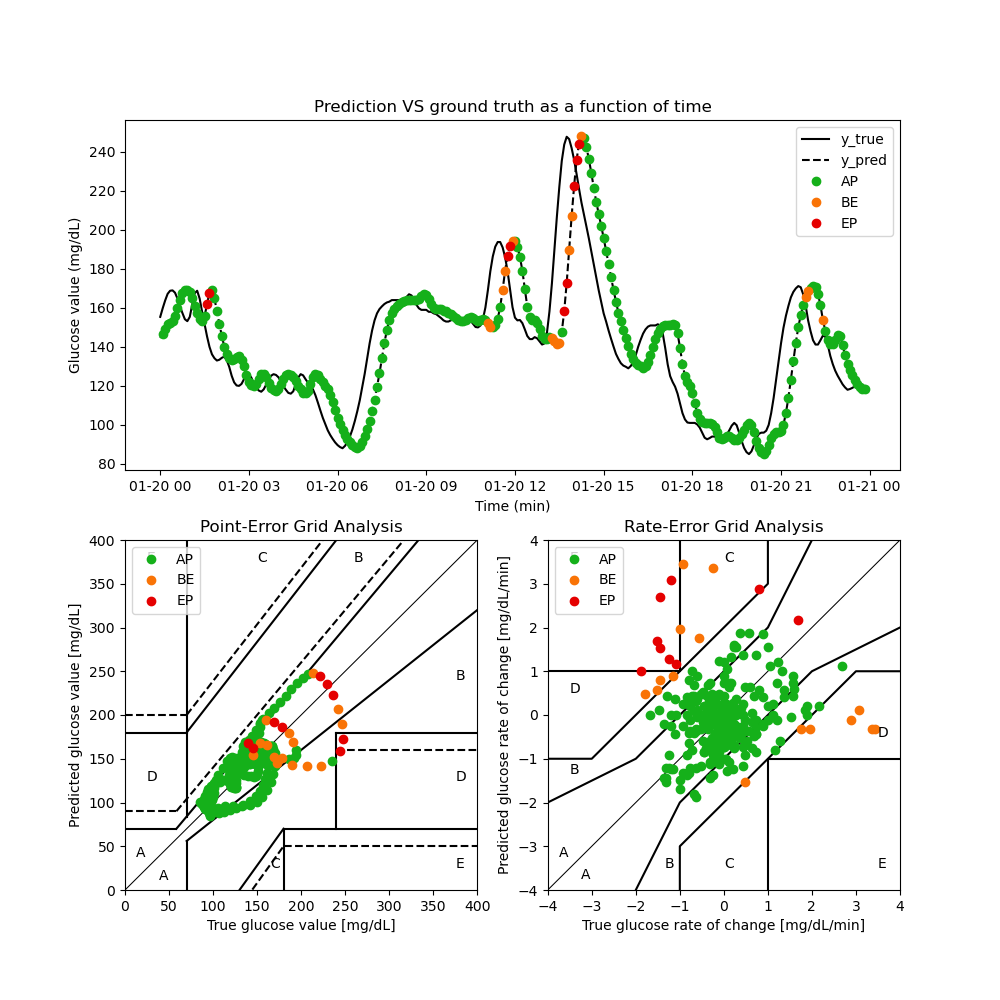 Prediction VS ground truth as a function of time
Glucose value (mg/dL)
240
220
200
180
160
140
120
100
80
y_true
y_pred
AP
BE
EP
01-20 00 01-20 03 01-20 06 01-20 09 01-20 12 01-20 15 01-20 18 01-20 21 01-21 00
Time (min)
Point-Error Grid Analysis
Predicted glucose value [mg/dL]
400
350
300
250
200
150
100
50
0
AP
BE
EP
C B
B
D D
A
A C E
0 50 100 150 200 250 300 350 400
True glucose value [mg/dL]
Rate-Error Grid Analysis
Predicted glucose rate of change [mg/dL/min]
4
3
2
1
0
−1
−2
−3
−4
AP
BE
EP
C
D
D
B
A
A B C E
−4 −3 −2 −1 0 1 2 3 4
True glucose rate of change [mg/dL/min]